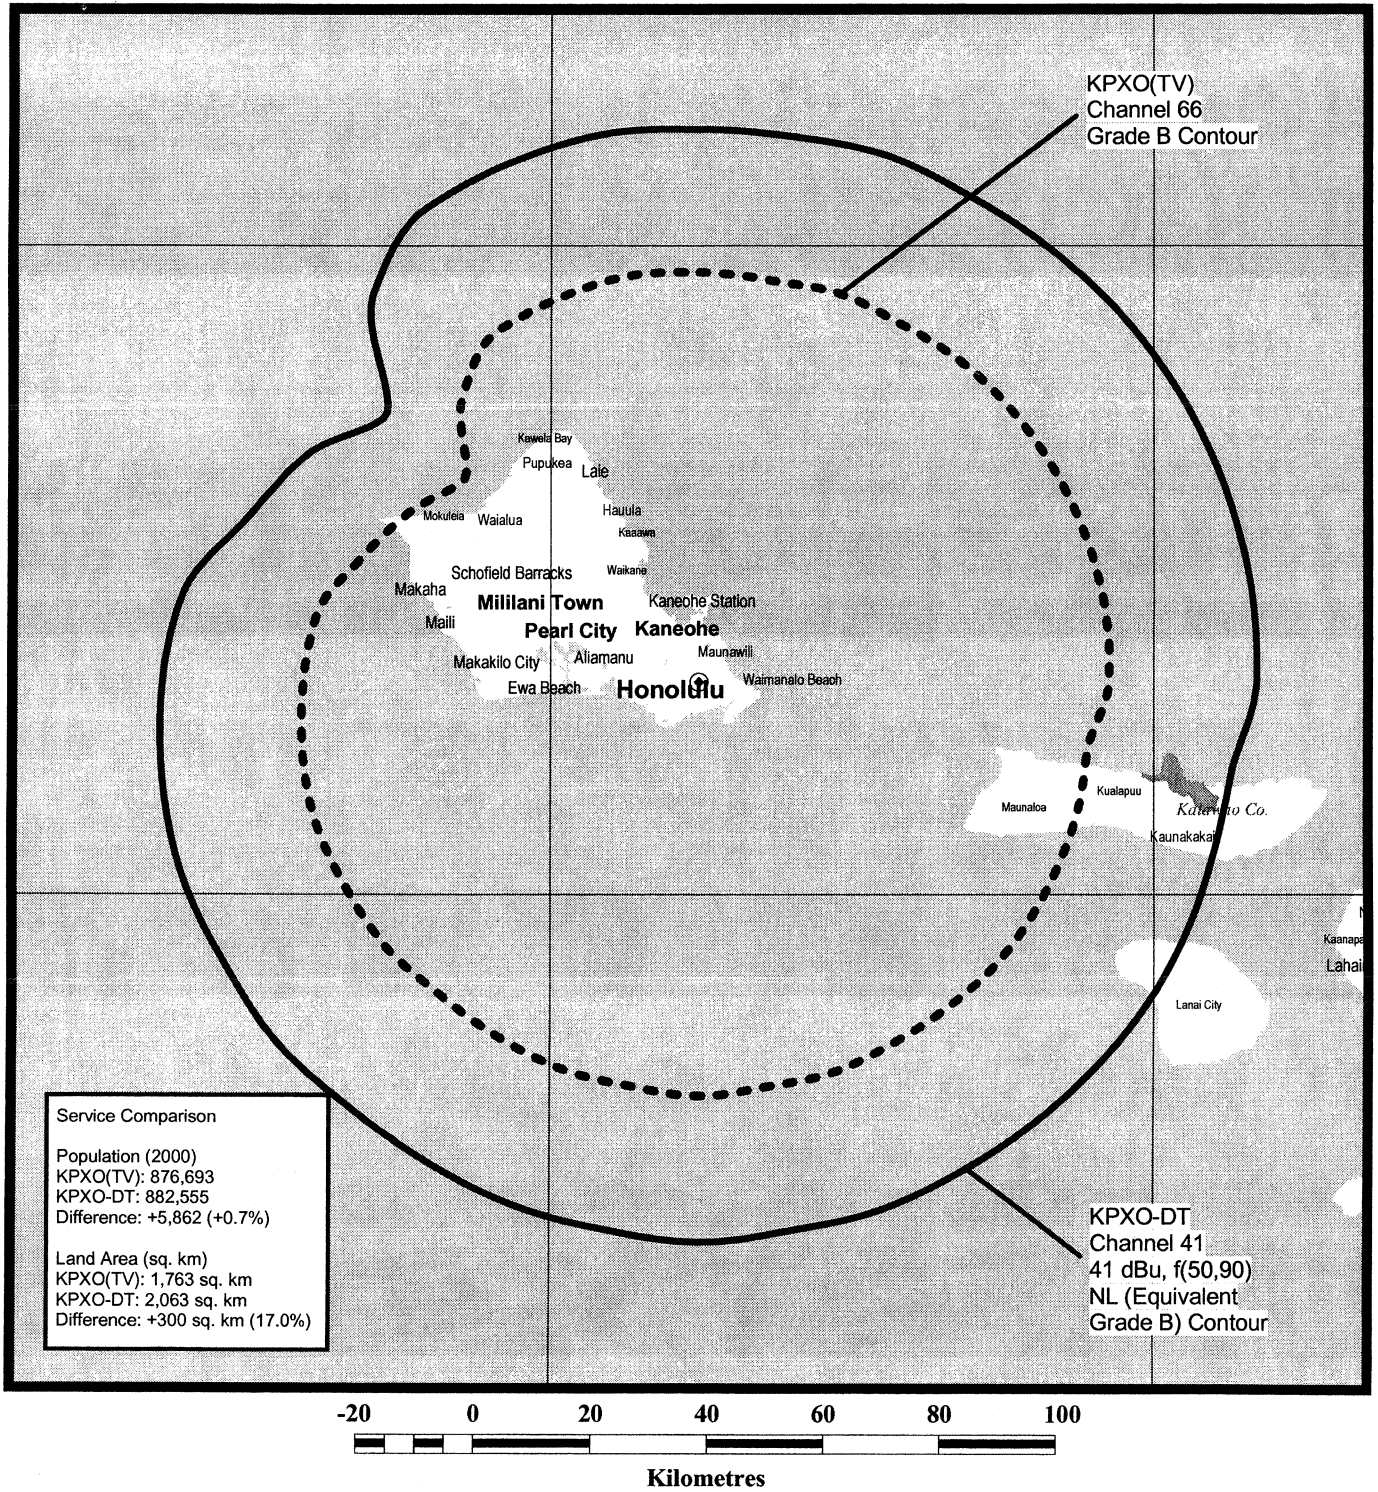 KPXO(TV)
Channel 66
Grade B Contour
Kawela Bay
Pupukea
Laie
Hauula
Mokuleia
Waialua
Kaaawa
Schofield Barracks
Waikane
Makaha
Mililani Town
Kaneohe Station
Maili
Pearl City
Kaneohe
Maunawili
Makakilo City
Aliamanu
Waimanalo Beach
Ewa Beach
Honolulu
Kualapuu
Maunaloa
Kalawao Co.
Kaunakakai
N
Kaanapa
Lahai
Lanai City
Service Comparison
Population (2000)
KPXO(TV): 876,693
KPXO-DT: 882,555
Difference: +5,862 (+0.7%)
Land Area (sq. km)
KPXO(TV): 1,763 sq. km
KPXO-DT: 2,063 sq. km
Difference: +300 sq. km (17.0%)
KPXO-DT
Channel 41
41 dBu, f(50,90)
NL (Equivalent
Grade B) Contour
-20 0 20 40 60 80 100
Kilometres